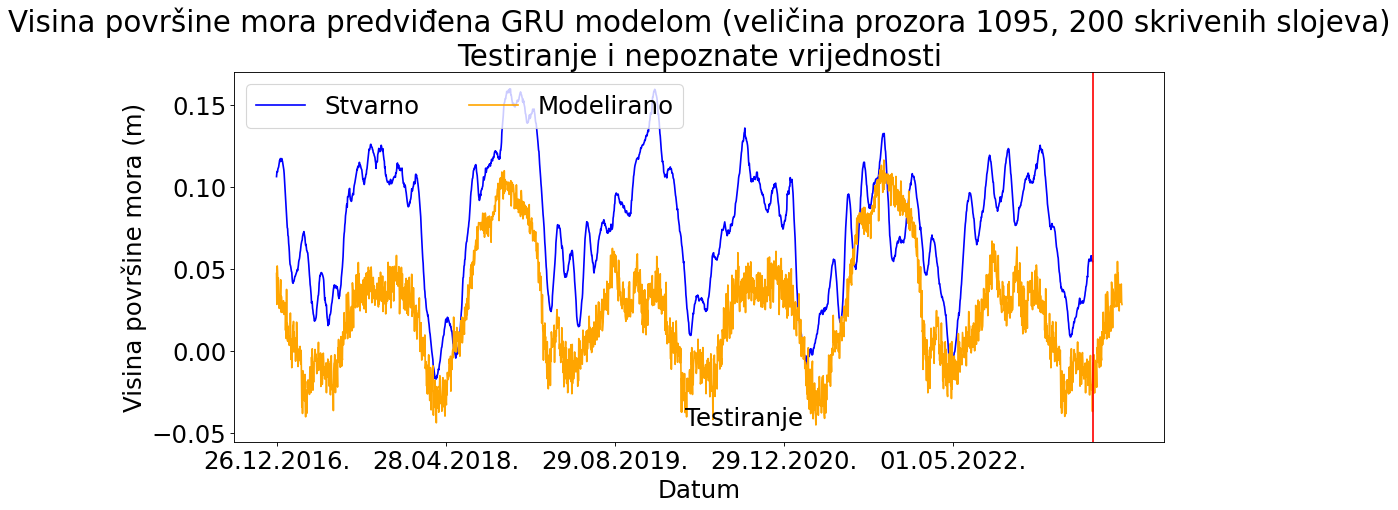 Visina površine mora predviđena GRU modelom (veličina prozora 1095, 200 skrivenih slojeva)
Testiranje i nepoznate vrijednosti
Stvarno Modelirano
Visina površine mora (m)
0.15
0.10
0.05
0.00
−0.05
Testiranje
26.12.2016. 28.04.2018. 29.08.2019. 29.12.2020. 01.05.2022.
Datum